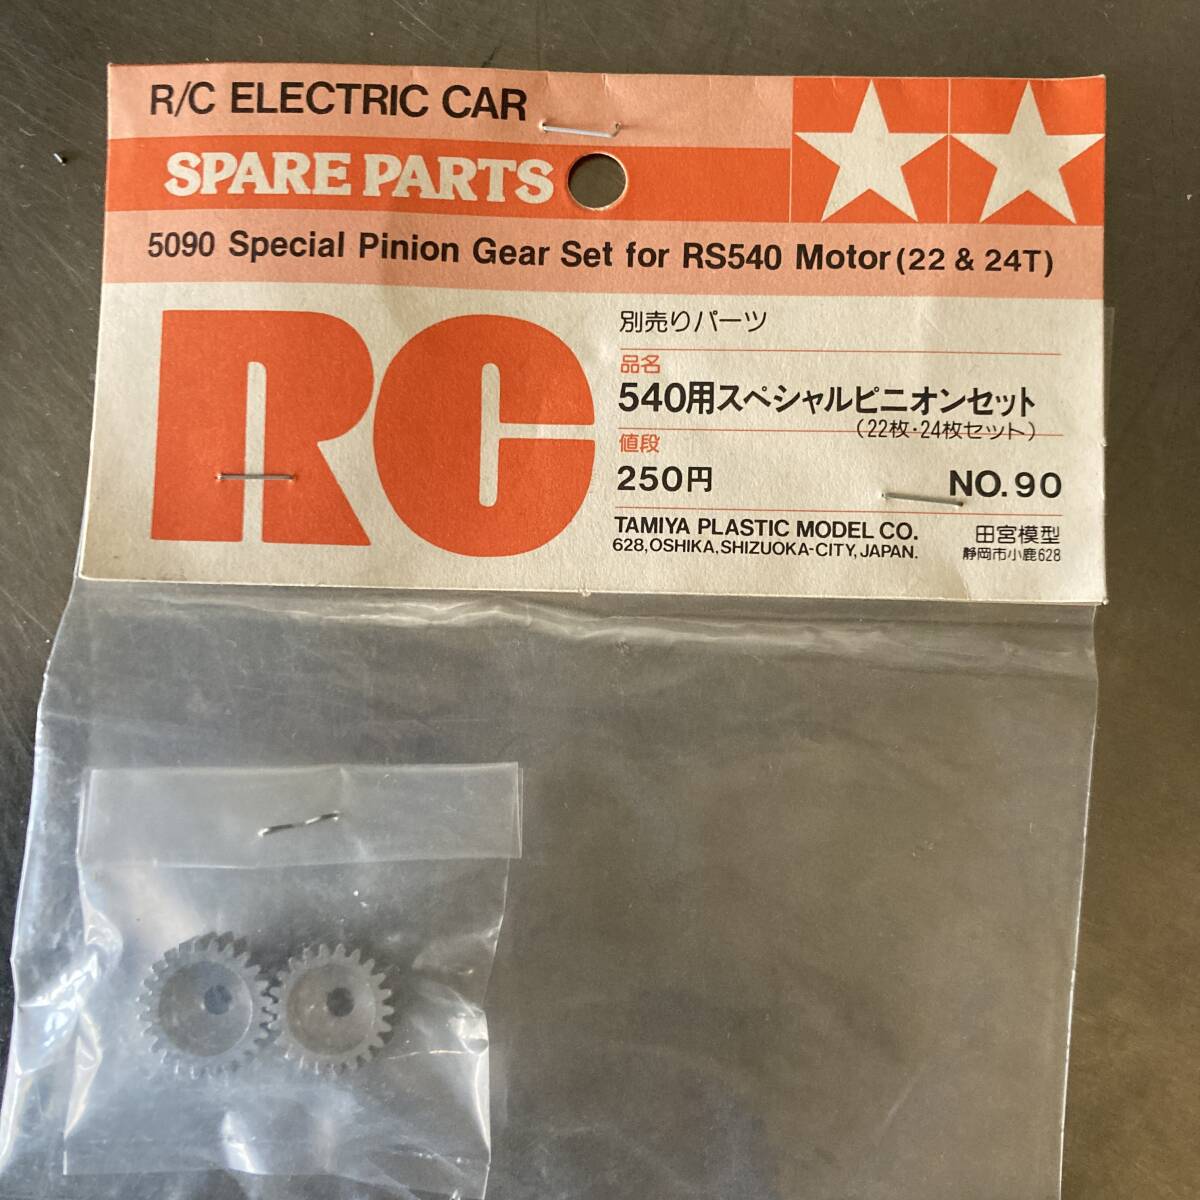 R/C ELECTRIC CAR
SPARE PARTS
5090 Special Pinion Gear Set for RS540 Motor (22 & 24T)
RC
別売りパーツ
品名
540用スペシャルピニオンセット
(22枚・24枚セット)
値段
250円 NO.90
TAMIYA PLASTIC MODEL CO. 田宮模型
628, OSHIKA, SHIZUOKA-CITY, JAPAN. 静岡市小鹿628